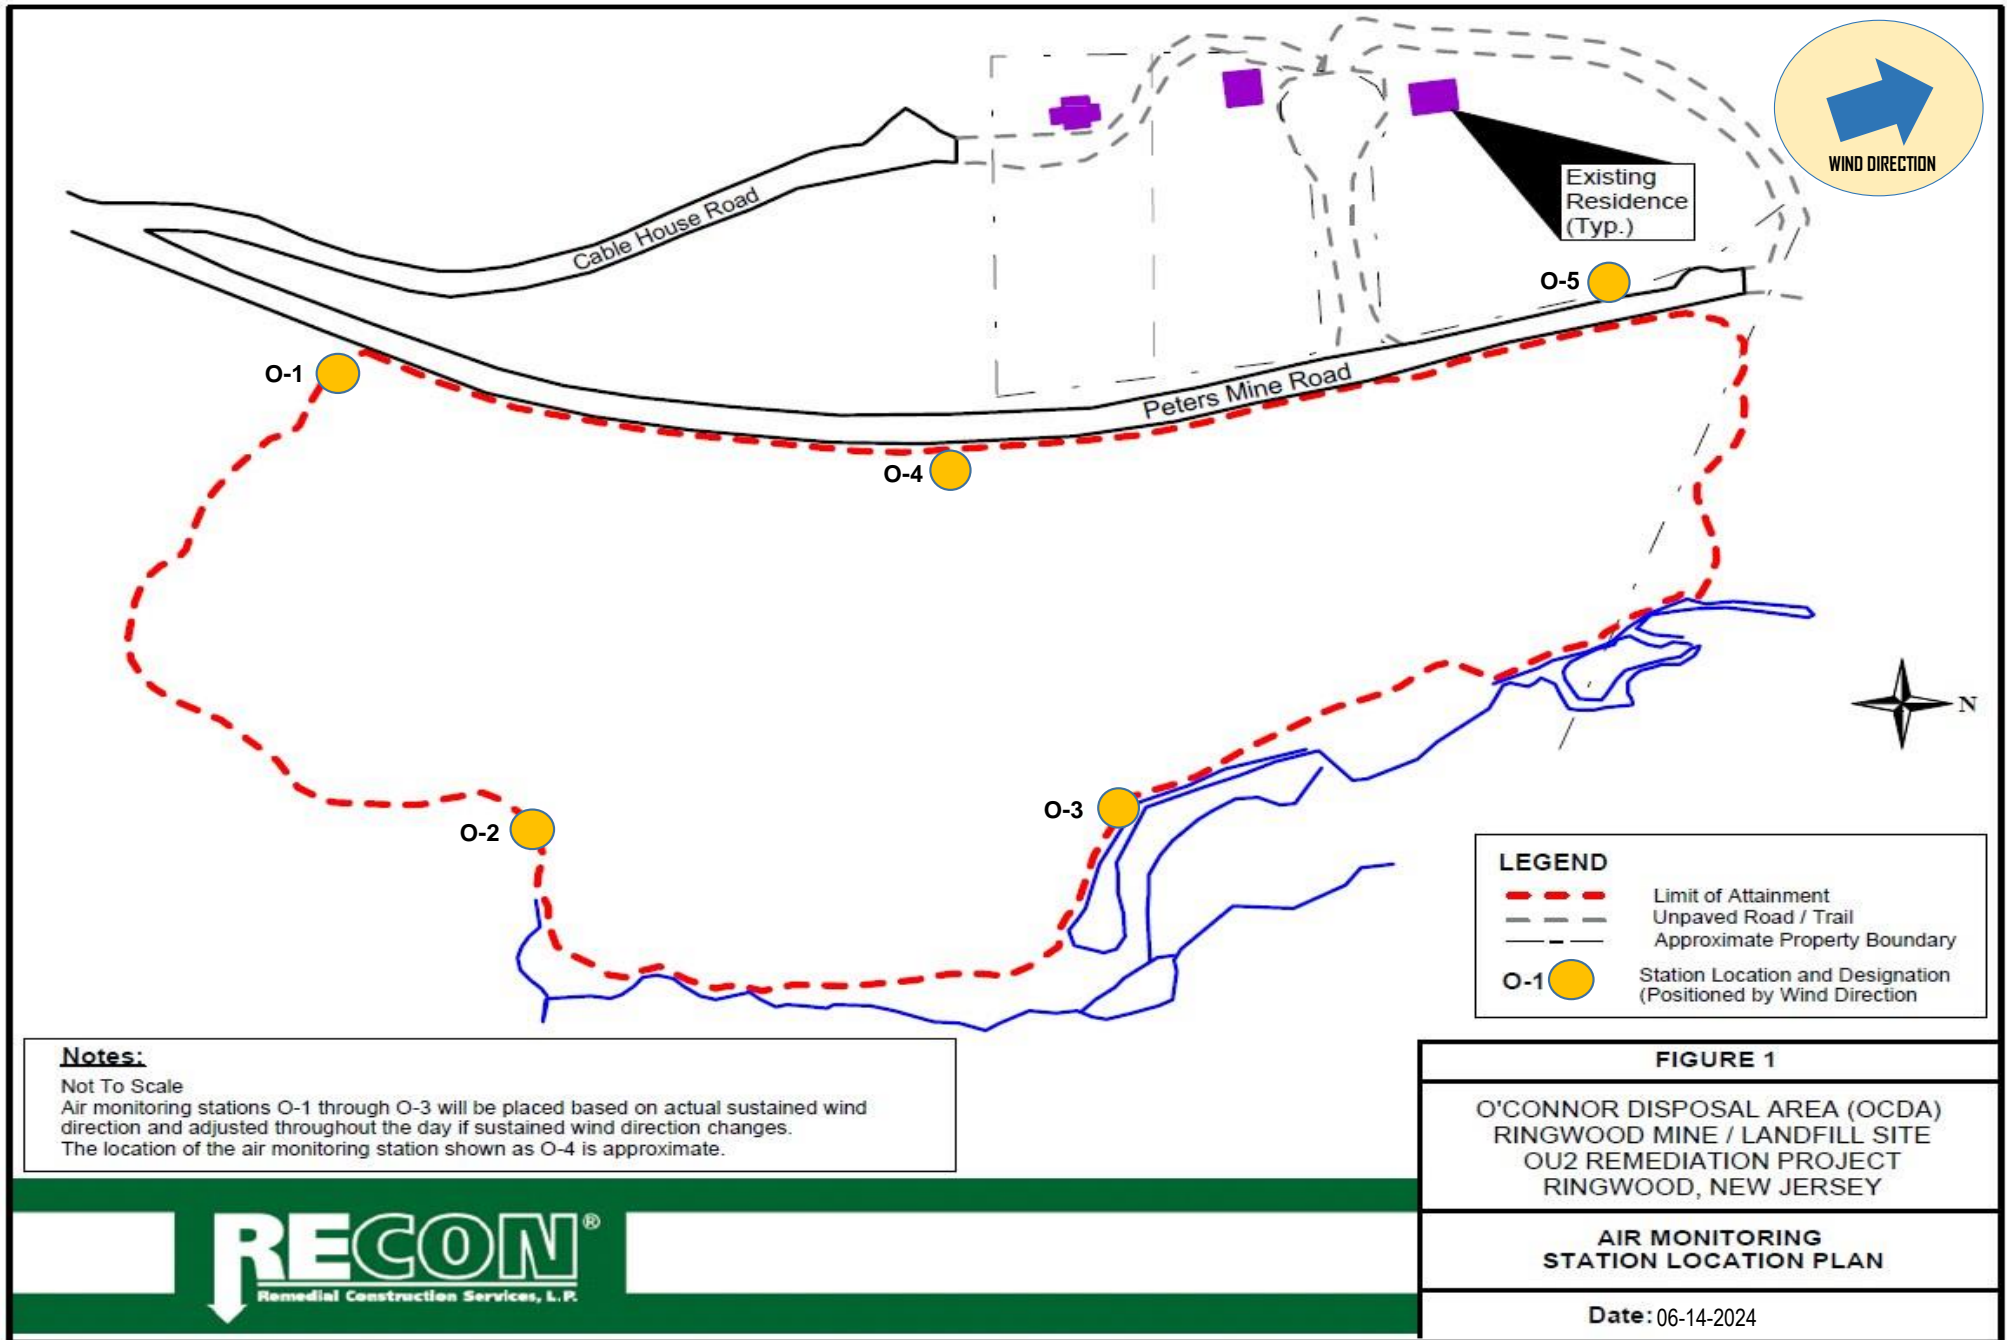 WIND DIRECTION
Existing
Residence
(Typ.)
Cable House Road
O-5
O-1
Peters Mine Road
O-4
N
O-3
O-2
LEGEND
Limit of Attainment
Unpaved Road / Trail
Approximate Property Boundary
O-1
Station Location and Designation
(Positioned by Wind Direction
Notes:
Not To Scale
Air monitoring stations O-1 through O-3 will be placed based on actual sustained wind
direction and adjusted throughout the day if sustained wind direction changes.
The location of the air monitoring station shown as O-4 is approximate.
FIGURE 1
O'CONNOR DISPOSAL AREA (OCDA)
RINGWOOD MINE / LANDFILL SITE
OU2 REMEDIATION PROJECT
RINGWOOD, NEW JERSEY
AIR MONITORING
STATION LOCATION PLAN
Date: 06-14-2024
RECON®
Remedial Construction Services, L.P.